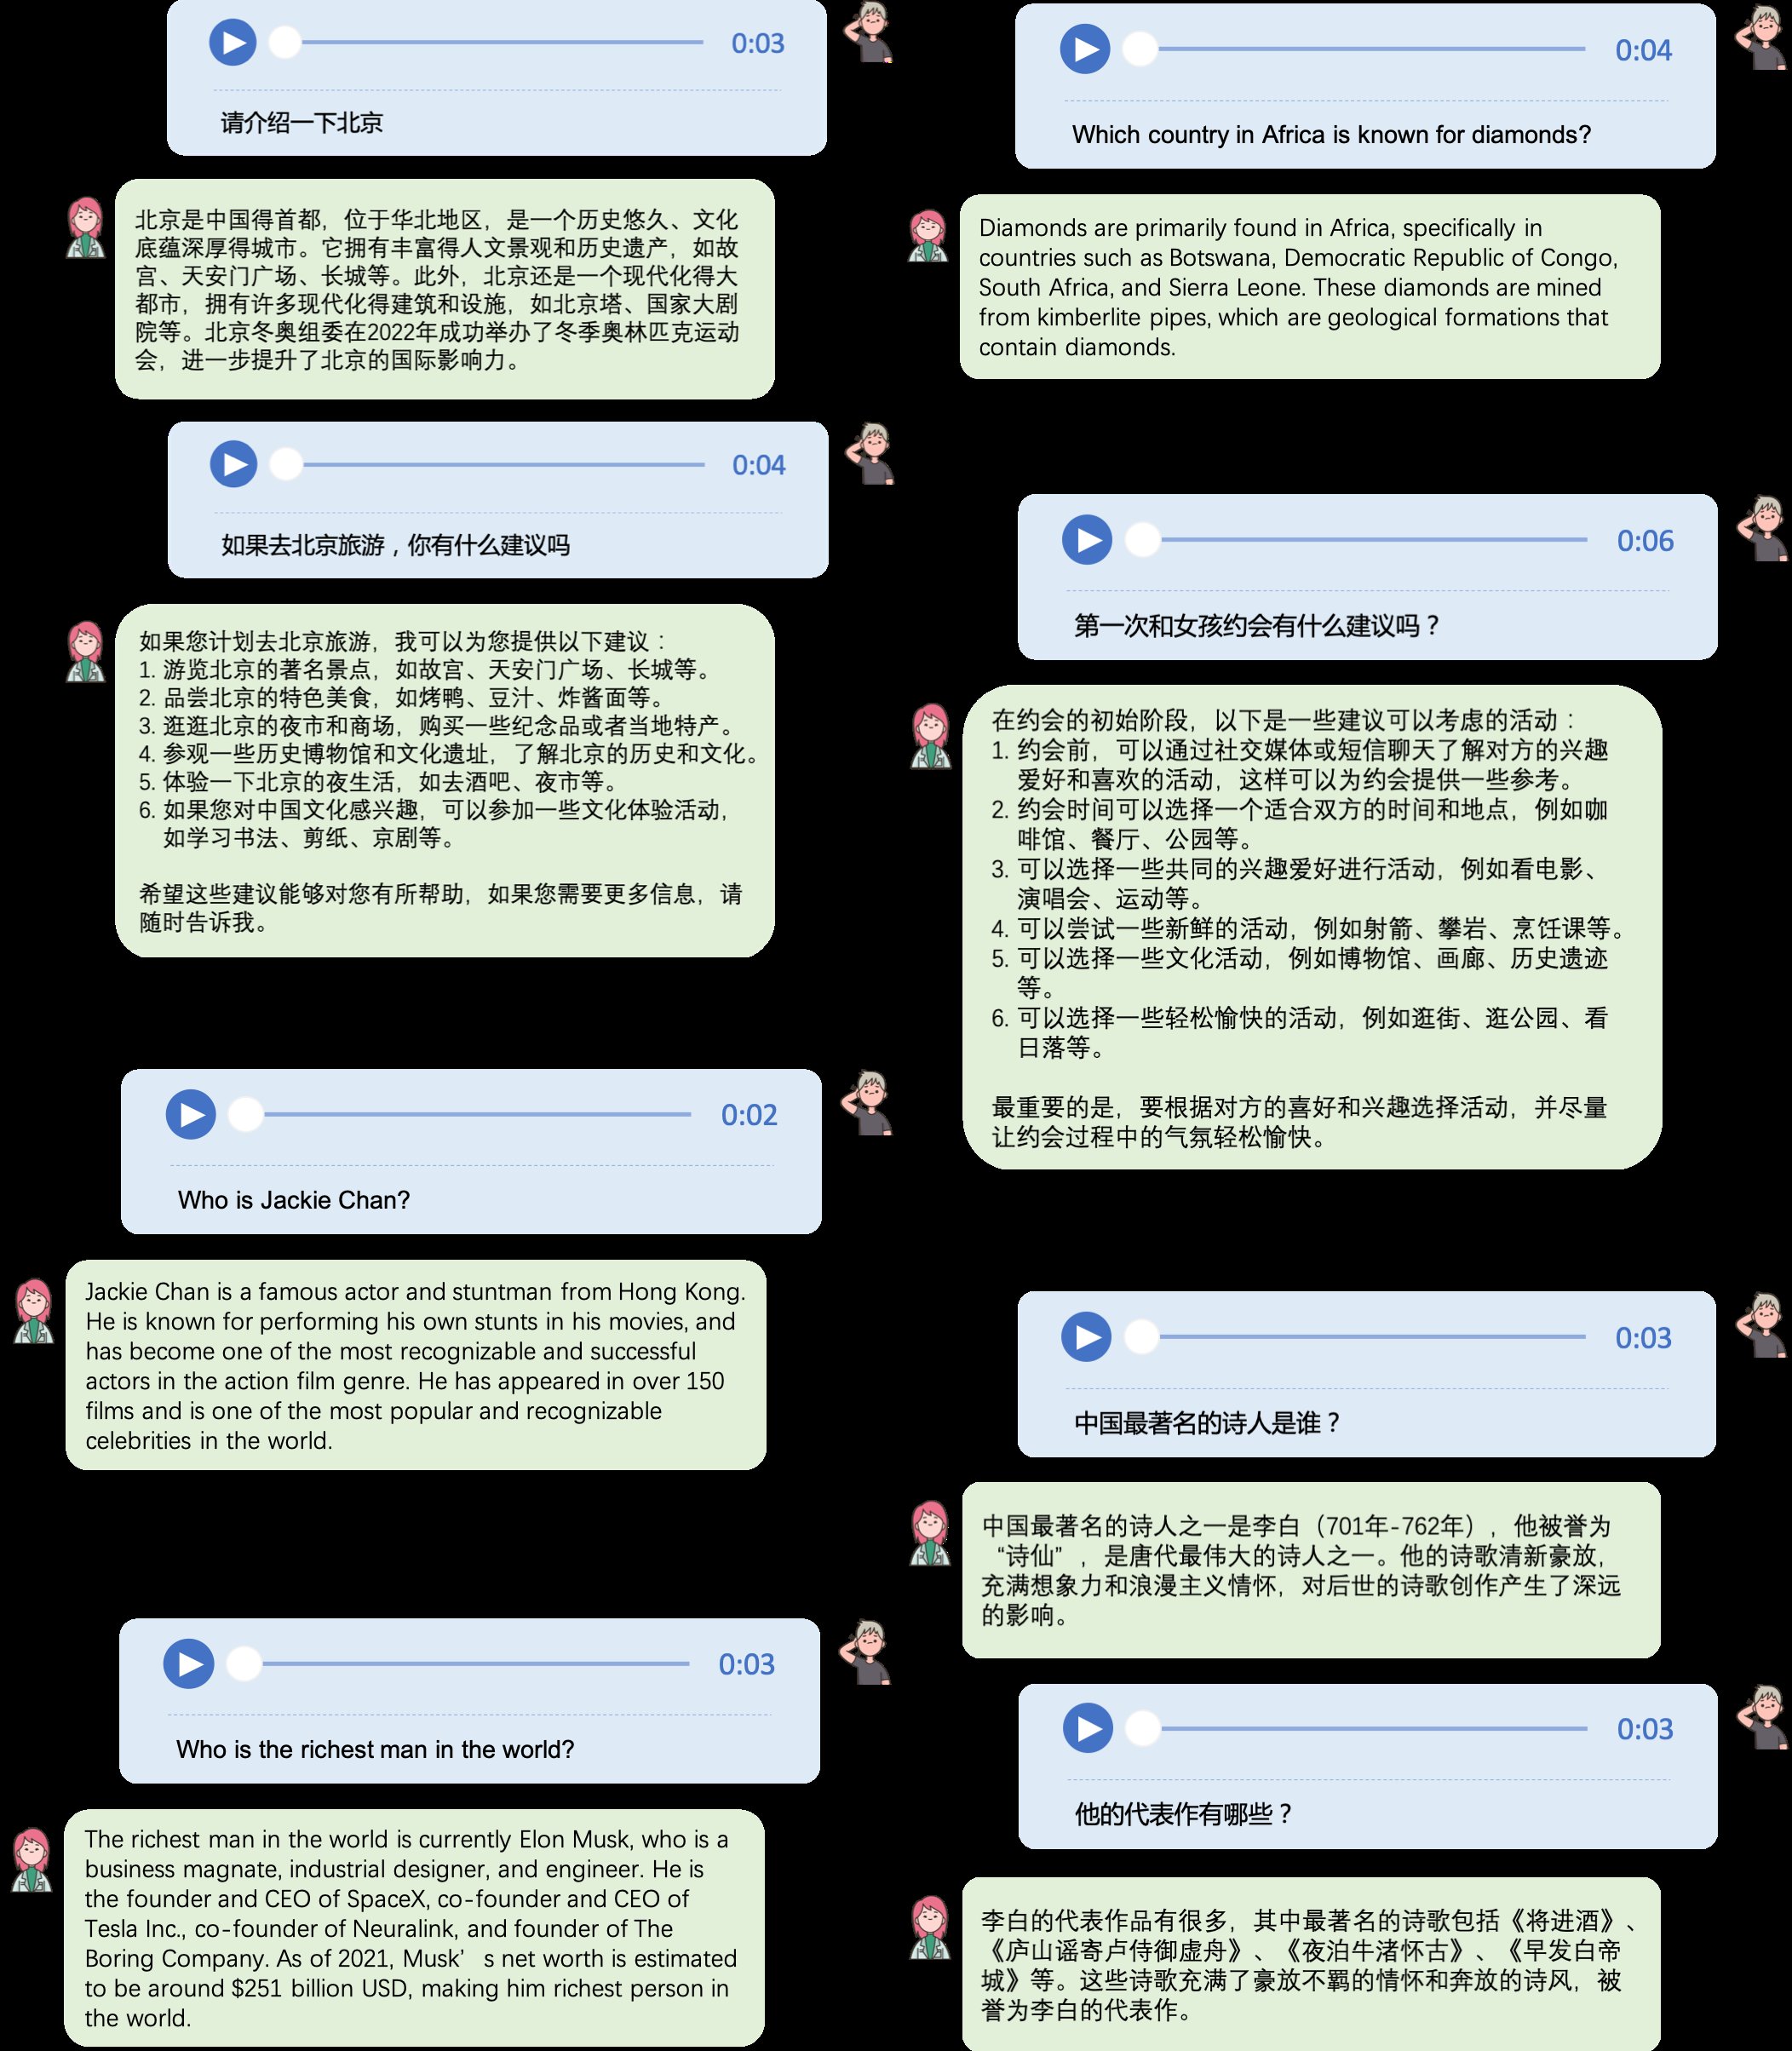 0:03
请介绍一下北京
北京是中国得首都，位于华北地区，是一个历史悠久、文化
底蕴深厚得城市。它拥有丰富得人文景观和历史遗产，如故
宫、天安门广场、长城等。此外，北京还是一个现代化得大
都市，拥有许多现代化得建筑和设施，如北京塔、国家大剧
院等。北京冬奥组委在2022年成功举办了冬季奥林匹克运动
会，进一步提升了北京的国际影响力。
0:04
如果去北京旅游，你有什么建议吗
如果您计划去北京旅游，我可以为您提供以下建议：
1. 游览北京的著名景点，如故宫、天安门广场、长城等。
2. 品尝北京的特色美食，如烤鸭、豆汁、炸酱面等。
3. 逛逛北京的夜市和商场，购买一些纪念品或者当地特产。
4. 参观一些历史博物馆和文化遗址，了解北京的历史和文化。
5. 体验一下北京的夜生活，如去酒吧、夜市等。
6. 如果您对中国文化感兴趣，可以参加一些文化体验活动，
如学习书法、剪纸、京剧等。
希望这些建议能够对您有所帮助，如果您需要更多信息，请
随时告诉我。
0:02
Who is Jackie Chan?
Jackie Chan is a famous actor and stuntman from Hong Kong.
He is known for performing his own stunts in his movies, and
has become one of the most recognizable and successful
actors in the action film genre. He has appeared in over 150
films and is one of the most popular and recognizable
celebrities in the world.
0:03
Who is the richest man in the world?
The richest man in the world is currently Elon Musk, who is a
business magnate, industrial designer, and engineer. He is
the founder and CEO of SpaceX, co-founder and CEO of
Tesla Inc., co-founder of Neuralink, and founder of The
Boring Company. As of 2021, Musk’s net worth is estimated
to be around $251 billion USD, making him richest person in
the world.
0:04
Which country in Africa is known for diamonds?
Diamonds are primarily found in Africa, specifically in
countries such as Botswana, Democratic Republic of Congo,
South Africa, and Sierra Leone. These diamonds are mined
from kimberlite pipes, which are geological formations that
contain diamonds.
0:06
第一次和女孩约会有什么建议吗？
在约会的初始阶段，以下是一些建议可以考虑的活动：
1. 约会前，可以通过社交媒体或短信聊天了解对方的兴趣
爱好和喜欢的活动，这样可以为约会提供一些参考。
2. 约会时间可以选择一个适合双方的时间和地点，例如咖
啡馆、餐厅、公园等。
3. 可以选择一些共同的兴趣爱好进行活动，例如看电影、
演唱会、运动等。
4. 可以尝试一些新鲜的活动，例如射箭、攀岩、烹饪课等。
5. 可以选择一些文化活动，例如博物馆、画廊、历史遗迹
等。
6. 可以选择一些轻松愉快的活动，例如逛街、逛公园、看
日落等。
最重要的是，要根据对方的喜好和兴趣选择活动，并尽量
让约会过程中的气氛轻松愉快。
0:03
中国最著名的诗人是谁？
中国最著名的诗人之一是李白（701年-762年），他被誉为
“诗仙”，是唐代最伟大的诗人之一。他的诗歌清新豪放，
充满想象力和浪漫主义情怀，对后世的诗歌创作产生了深远
的影响。
0:03
他的代表作有哪些？
李白的代表作品有很多，其中最著名的诗歌包括《将进酒》、
《庐山谣寄卢侍御虚舟》、《夜泊牛渚怀古》、《早发白帝
城》等。这些诗歌充满了豪放不羁的情怀和奔放的诗风，被
誉为李白的代表作。